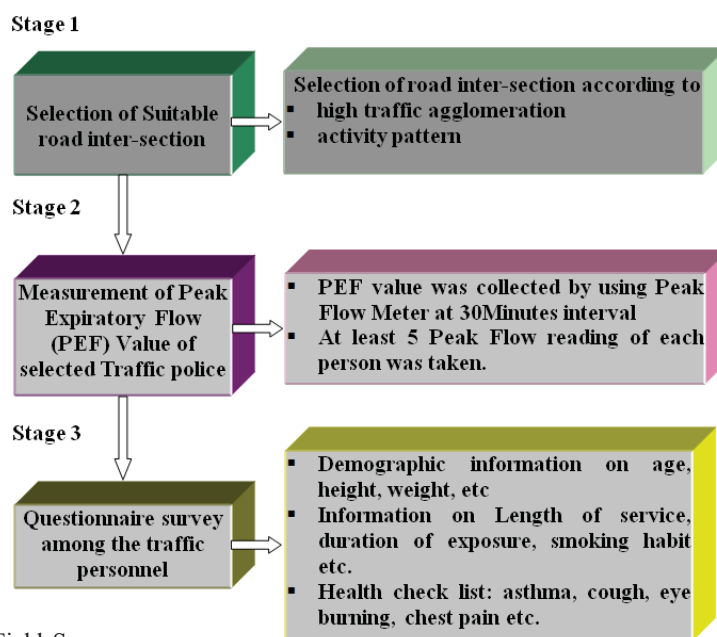 Stage 1
Selection of Suitable
road inter-section
Selection of road inter-section according to
▪ high traffic agglomeration
▪ activity pattern
Stage 2
Measurement of Peak
Expiratory Flow
(PEF) Value of
selected Traffic police
▪ PEF value was collected by using Peak
Flow Meter at 30Minutes interval
▪ At least 5 Peak Flow reading of each
person was taken.
Stage 3
Questionnaire survey
among the traffic
personnel
▪ Demographic information on age,
height, weight, etc
▪ Information on Length of service,
duration of exposure, smoking habit
etc.
▪ Health check list: asthma, cough, eye
burning, chest pain etc.